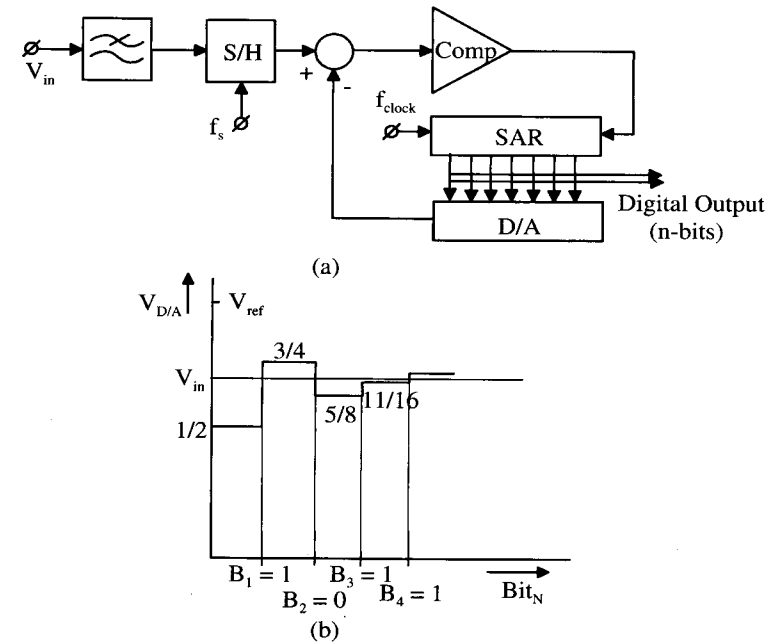 V_in
S/H
+
-
Comp
f_s
f_clock
SAR
D/A
Digital Output
(n-bits)
(a)
V_D/A
V_ref
3/4
V_in
5/8
11/16
1/2
B_1 = 1
B_2 = 0
B_3 = 1
B_4 = 1
Bit_N
(b)